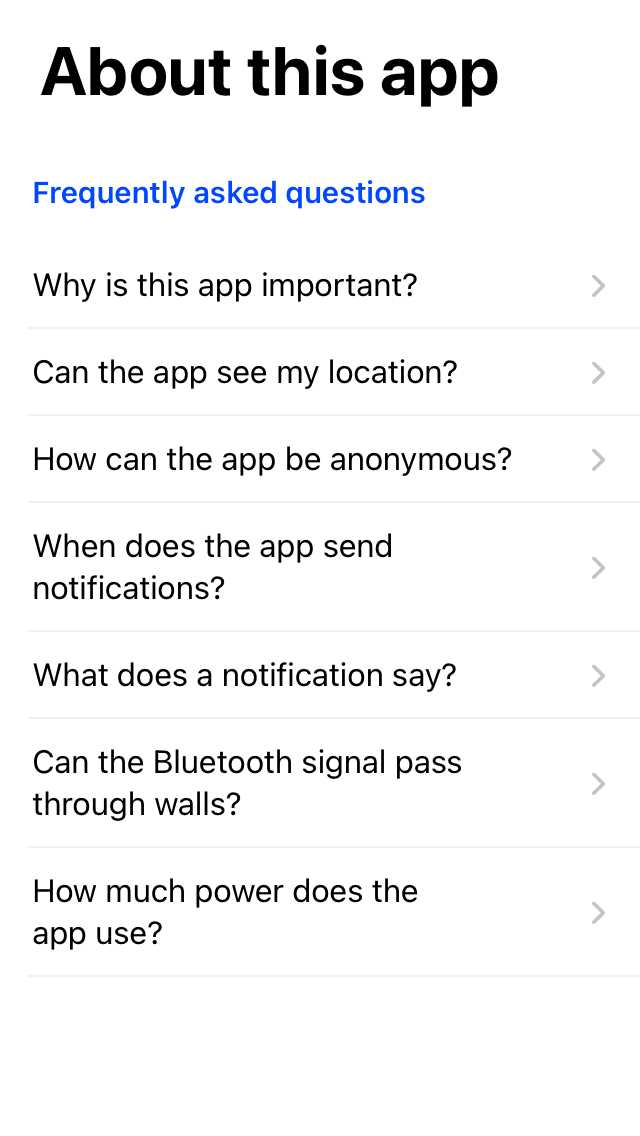 About this app
Frequently asked questions
Why is this app important?
Can the app see my location?
How can the app be anonymous?
When does the app send
notifications?
What does a notification say?
Can the Bluetooth signal pass
through walls?
How much power does the
app use?